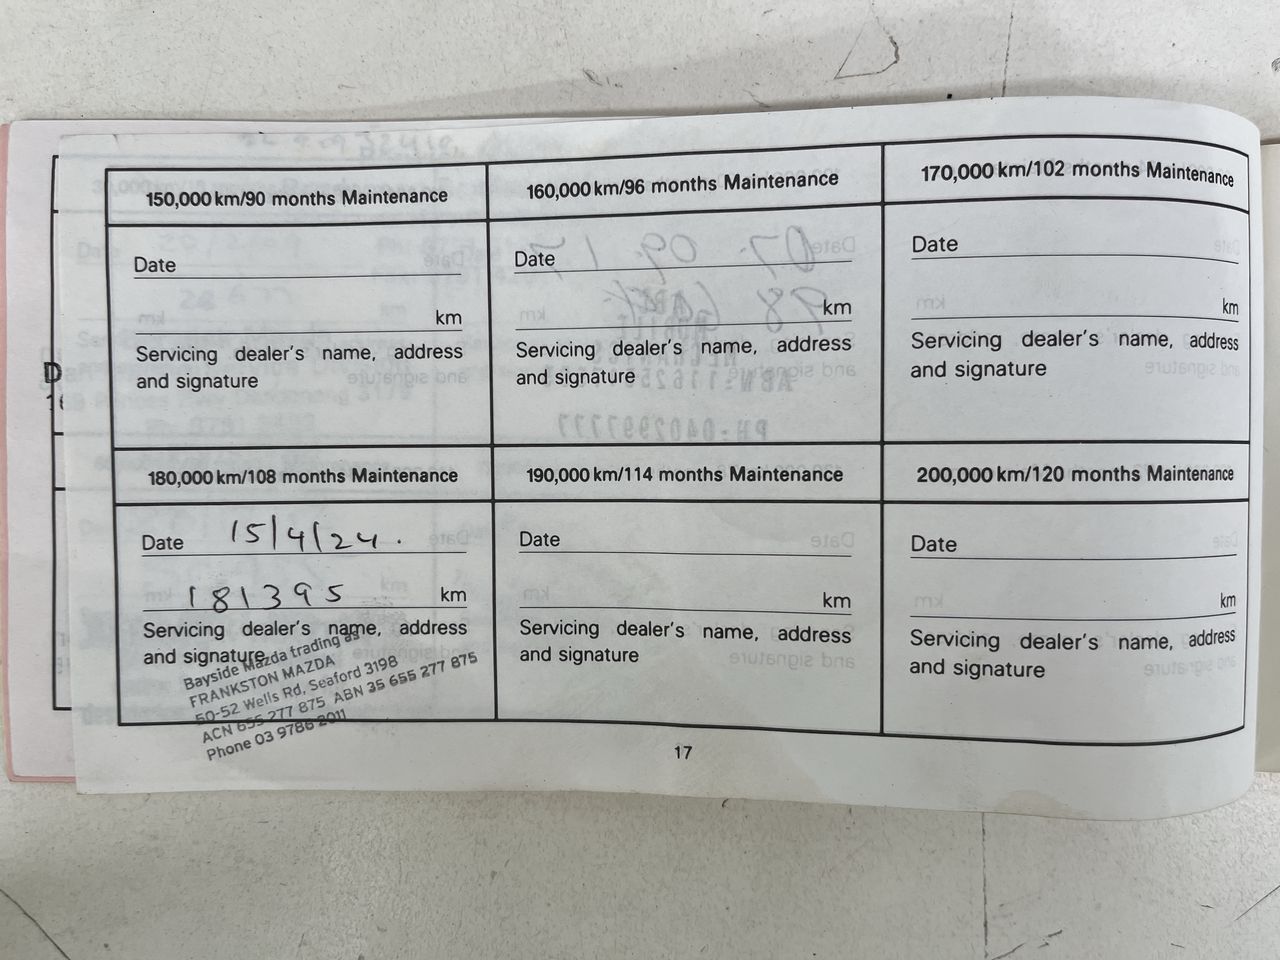 150,000 km/90 months Maintenance
Date
km
Servicing dealer's name, address
and signature
160,000 km/96 months Maintenance
Date
km
Servicing dealer's name, address
and signature
170,000 km/102 months Maintenance
Date
km
Servicing dealer's name, address
and signature
180,000 km/108 months Maintenance
Date 15/4/24.
181395 km
Servicing dealer's name, address
and signature
Bayside Mazda trading as
FRANKSTON MAZDA
50-52 Wells Rd, Seaford 3198
ACN 655 277 875 ABN 35 655 277 875
Phone 03 9786 2011
190,000 km/114 months Maintenance
Date
km
Servicing dealer's name, address
and signature
200,000 km/120 months Maintenance
Date
km
Servicing dealer's name, address
and signature
17